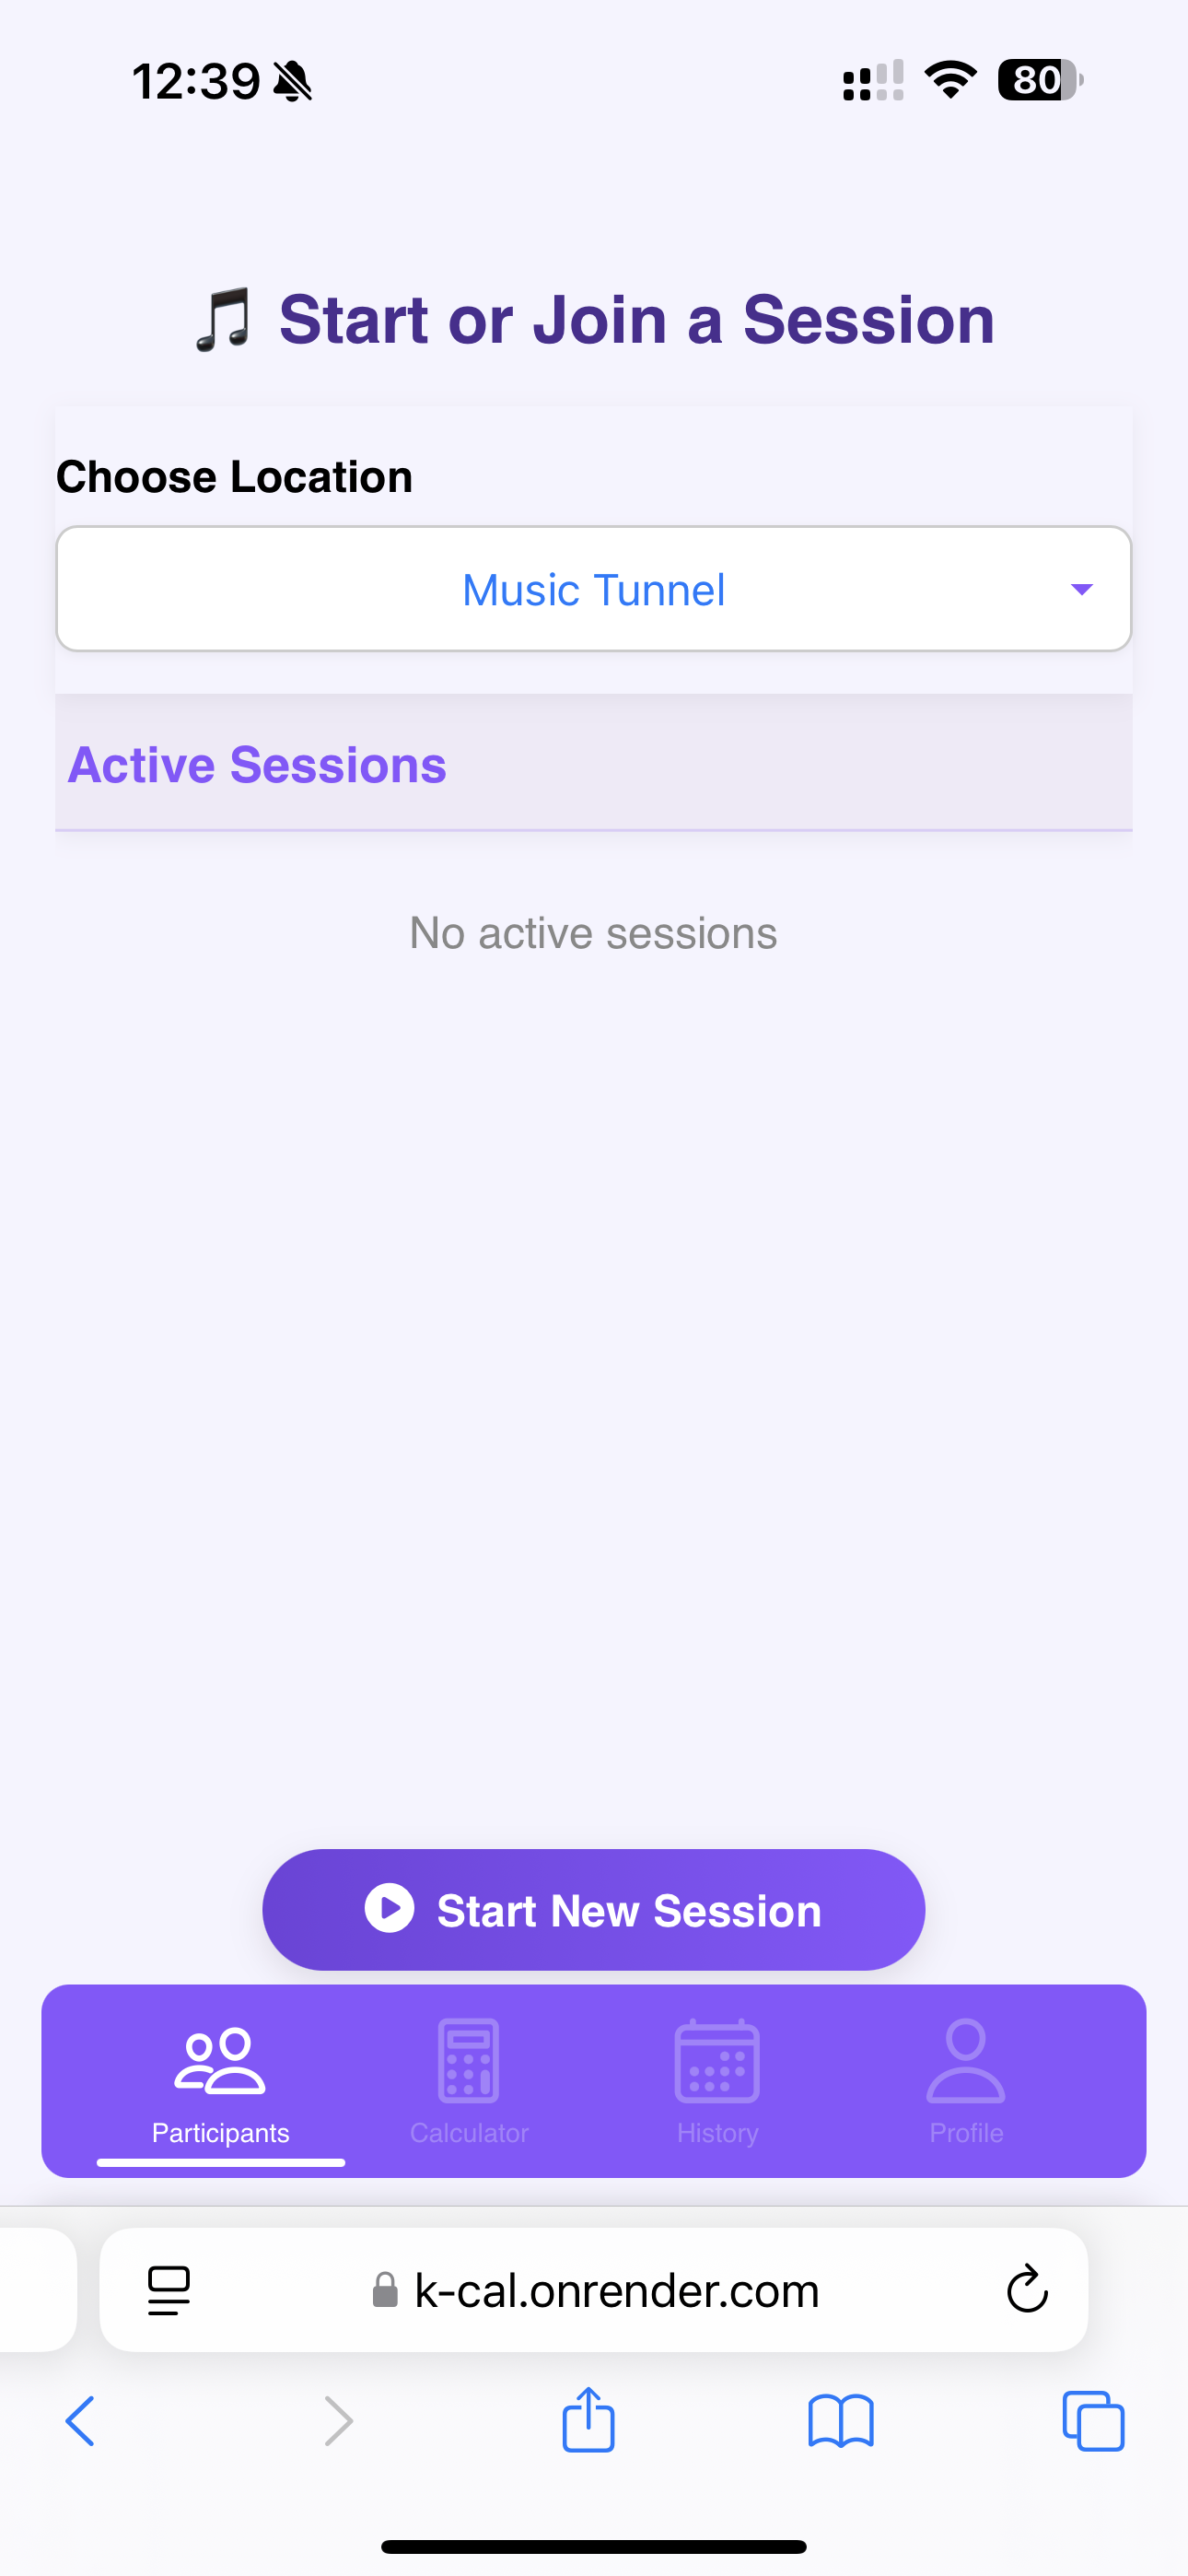 12:39
80
🎵 Start or Join a Session
Choose Location
Music Tunnel
Active Sessions
No active sessions
Start New Session
Participants
Calculator
History
Profile
k-cal.onrender.com